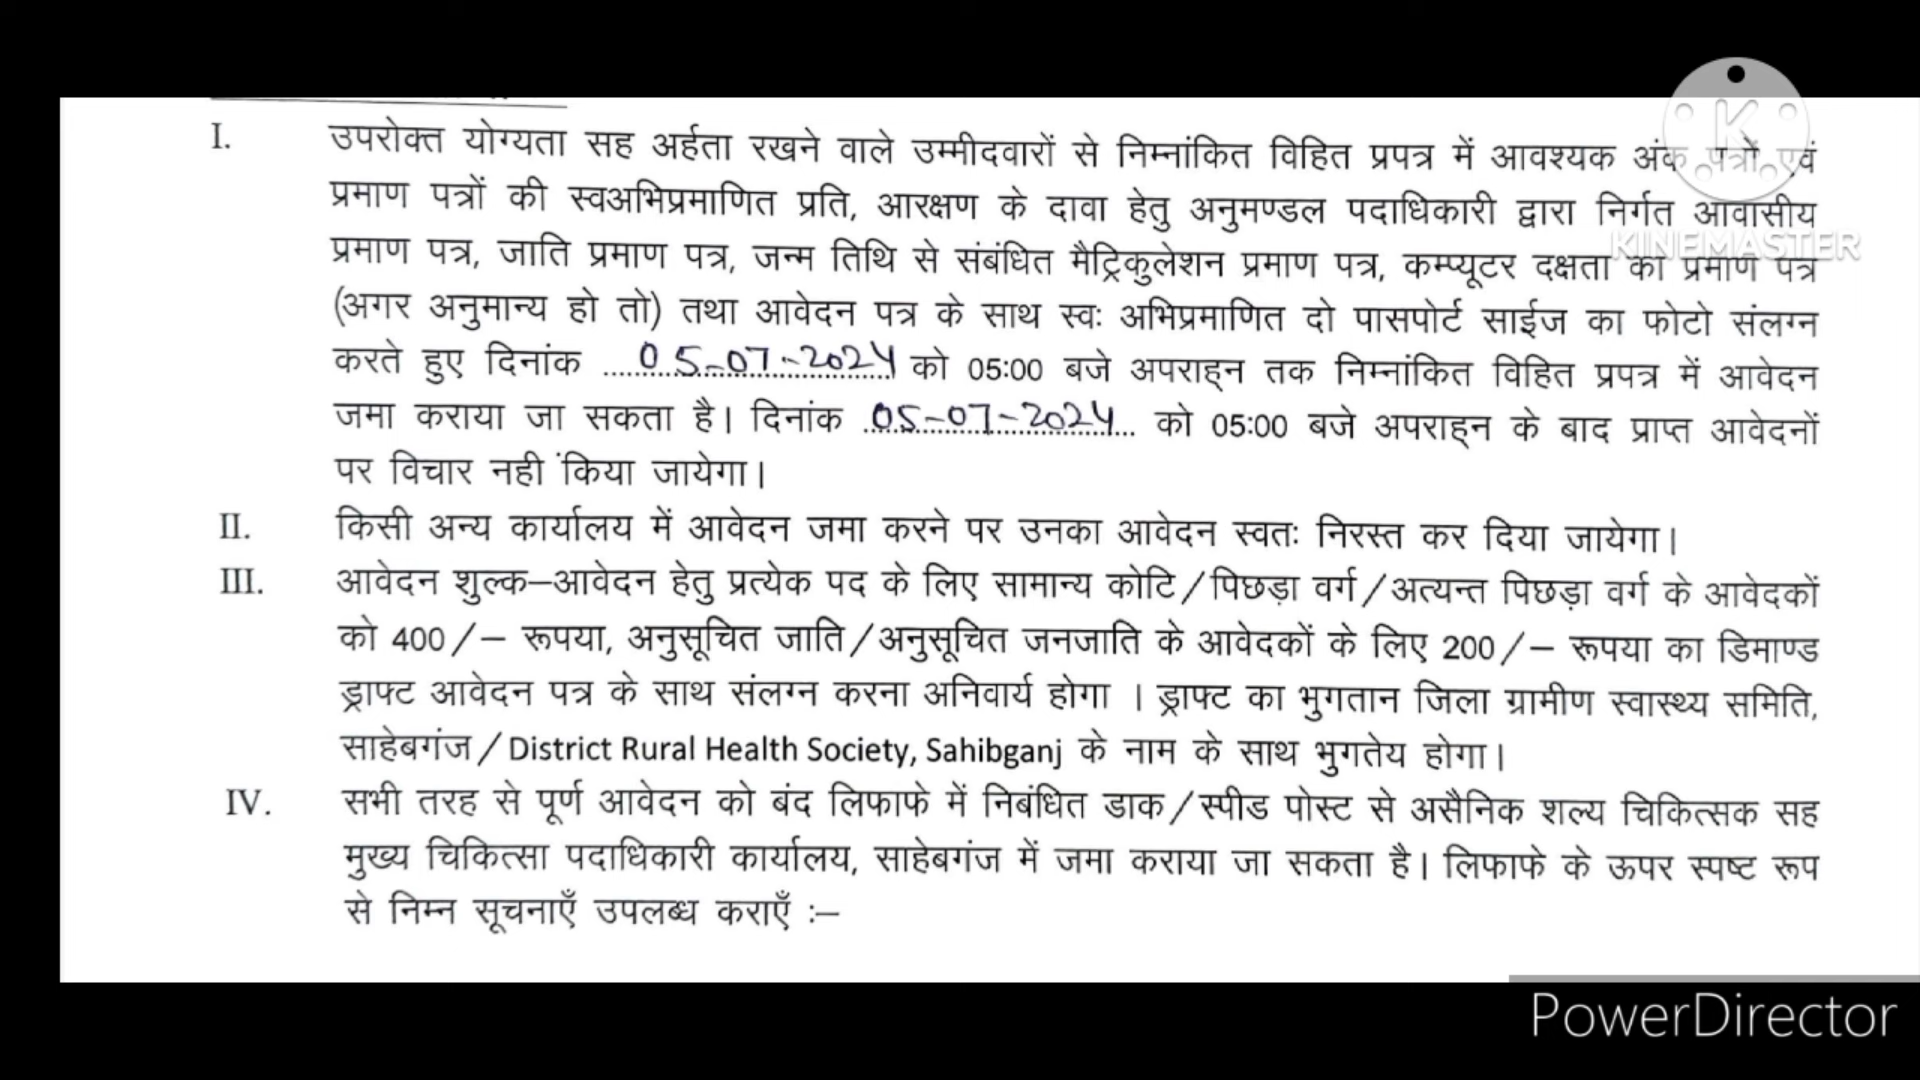 I. उपरोक्त योग्यता सह अर्हता रखने वाले उम्मीदवारों से निम्नांकित विहित प्रपत्र में आवश्यक अंक पत्रों एवं
प्रमाण पत्रों की स्वअभिप्रमाणित प्रति, आरक्षण के दावा हेतु अनुमण्डल पदाधिकारी द्वारा निर्गत आवासीय
प्रमाण पत्र, जाति प्रमाण पत्र, जन्म तिथि से संबंधित मैट्रिकुलेशन प्रमाण पत्र, कम्प्यूटर दक्षता का प्रमाण पत्र
(अगर अनुमान्य हो तो) तथा आवेदन पत्र के साथ स्वः अभिप्रमाणित दो पासपोर्ट साईज का फोटो संलग्न
करते हुए दिनांक 05-07-2024 को 05:00 बजे अपराह्न तक निम्नांकित विहित प्रपत्र में आवेदन
जमा कराया जा सकता है। दिनांक 05-07-2024 को 05:00 बजे अपराह्न के बाद प्राप्त आवेदनों
पर विचार नही ंकिया जायेगा।
II. किसी अन्य कार्यालय में आवेदन जमा करने पर उनका आवेदन स्वतः निरस्त कर दिया जायेगा।
III. आवेदन शुल्क–आवेदन हेतु प्रत्येक पद के लिए सामान्य कोटि/पिछड़ा वर्ग/अत्यन्त पिछड़ा वर्ग के आवेदकों
को 400/– रूपया, अनुसूचित जाति/अनुसूचित जनजाति के आवेदकों के लिए 200/– रूपया का डिमाण्ड
ड्राफ्ट आवेदन पत्र के साथ संलग्न करना अनिवार्य होगा । ड्राफ्ट का भुगतान जिला ग्रामीण स्वास्थ्य समिति,
साहेबगंज/District Rural Health Society, Sahibganj के नाम के साथ भुगतेय होगा।
IV. सभी तरह से पूर्ण आवेदन को बंद लिफाफे में निबंधित डाक/स्पीड पोस्ट से असैनिक शल्य चिकित्सक सह
मुख्य चिकित्सा पदाधिकारी कार्यालय, साहेबगंज में जमा कराया जा सकता है। लिफाफे के ऊपर स्पष्ट रूप
से निम्न सूचनाएँ उपलब्ध कराएँ :–
K
KINEMASTER
PowerDirector